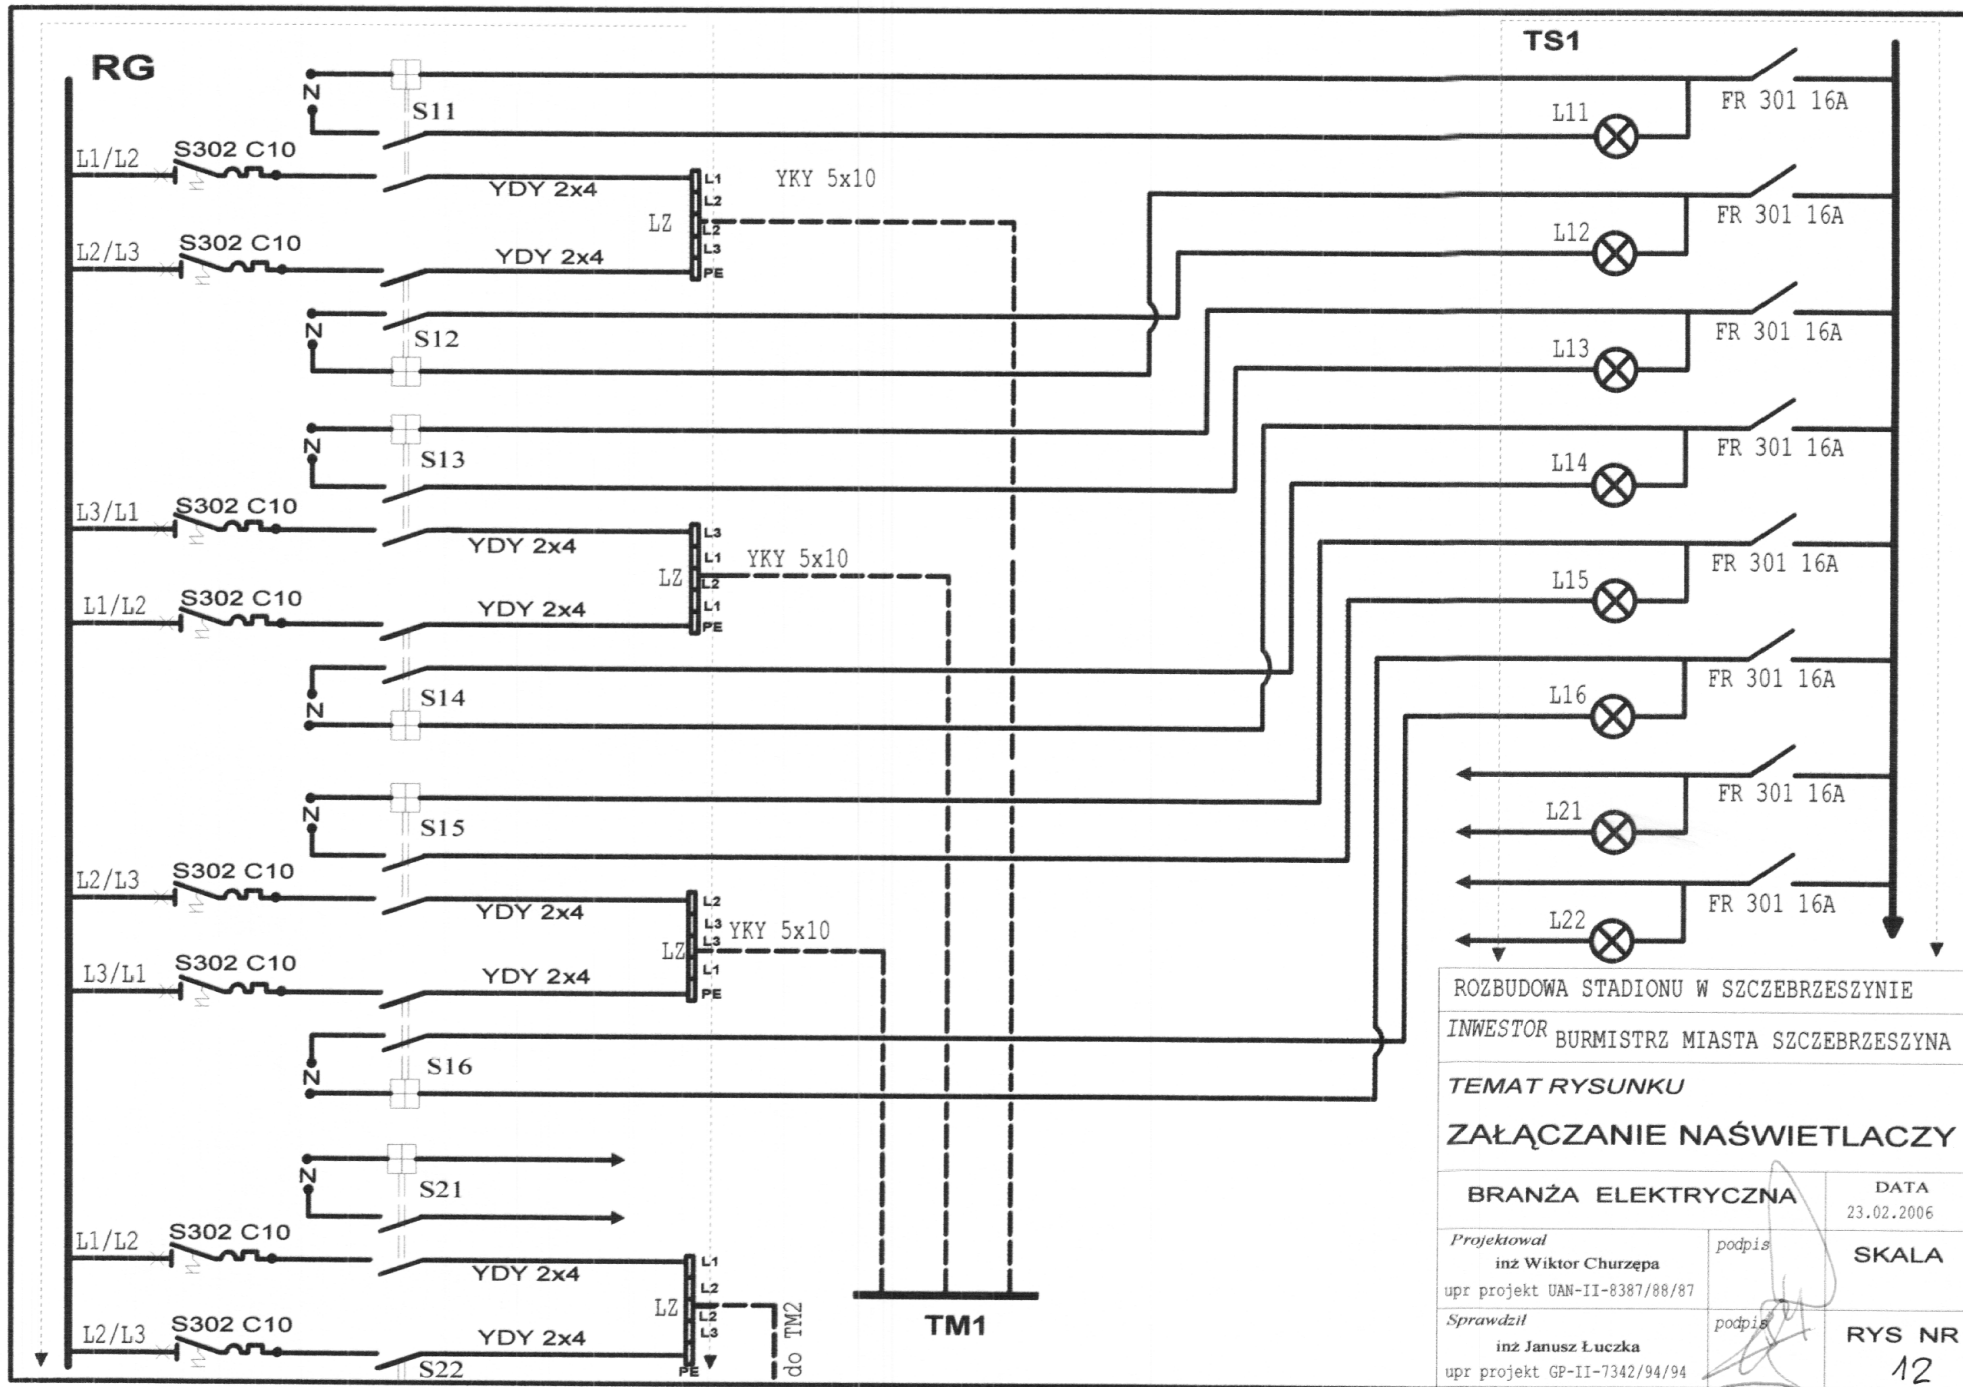 RG
TS1
N
S11
FR 301 16A
L11
L1/L2
S302 C10
YDY 2x4
L1
L2
L2
L3
PE
LZ
YKY 5x10
FR 301 16A
L12
L2/L3
S302 C10
YDY 2x4
N
S12
FR 301 16A
L13
N
S13
FR 301 16A
L14
L3/L1
S302 C10
YDY 2x4
L3
L1
L2
L1
PE
LZ
YKY 5x10
FR 301 16A
L15
L1/L2
S302 C10
YDY 2x4
N
S14
FR 301 16A
L16
N
S15
FR 301 16A
L21
L2/L3
S302 C10
YDY 2x4
L2
L3
L3
L1
PE
LZ
YKY 5x10
FR 301 16A
L22
L3/L1
S302 C10
YDY 2x4
N
S16
N
S21
L1/L2
S302 C10
YDY 2x4
L1
L2
L2
L3
PE
LZ
do TM2
L2/L3
S302 C10
YDY 2x4
S22
TM1
ROZBUDOWA STADIONU W SZCZEBRZESZYNIE
INWESTOR BURMISTRZ MIASTA SZCZEBRZESZYNA
TEMAT RYSUNKU
ZAŁĄCZANIE NAŚWIETLACZY
BRANŻA ELEKTRYCZNA
DATA
23.02.2006
Projektował
inż Wiktor Churzępa
upr projekt UAN-II-8387/88/87
podpis
SKALA
Sprawdził
inż Janusz Łuczka
upr projekt GP-II-7342/94/94
podpis
RYS NR
12